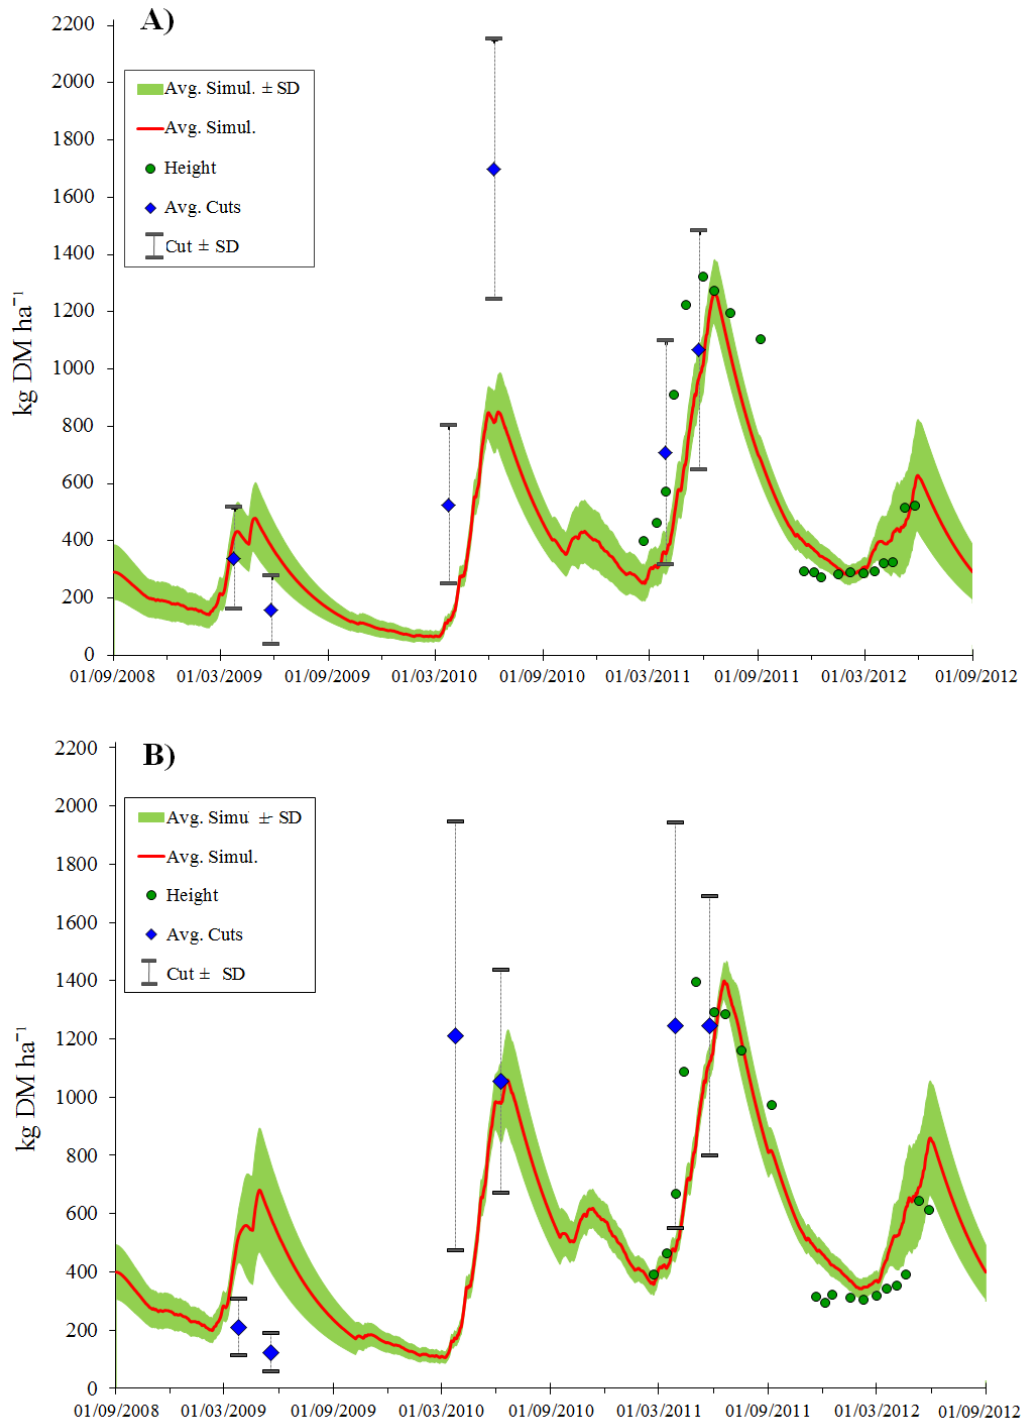 A)
2200
2000
1800
1600
1400
1200
1000
800
600
400
200
0
kg DM ha⁻¹
Avg. Simul. ± SD
Avg. Simul.
Height
Avg. Cuts
Cut ± SD
01/09/2008 01/03/2009 01/09/2009 01/03/2010 01/09/2010 01/03/2011 01/09/2011 01/03/2012 01/09/2012
B)
2200
2000
1800
1600
1400
1200
1000
800
600
400
200
0
kg DM ha⁻¹
Avg. Simul ± SD
Avg. Simul.
Height
Avg. Cuts
Cut ± SD
01/09/2008 01/03/2009 01/09/2009 01/03/2010 01/09/2010 01/03/2011 01/09/2011 01/03/2012 01/09/2012